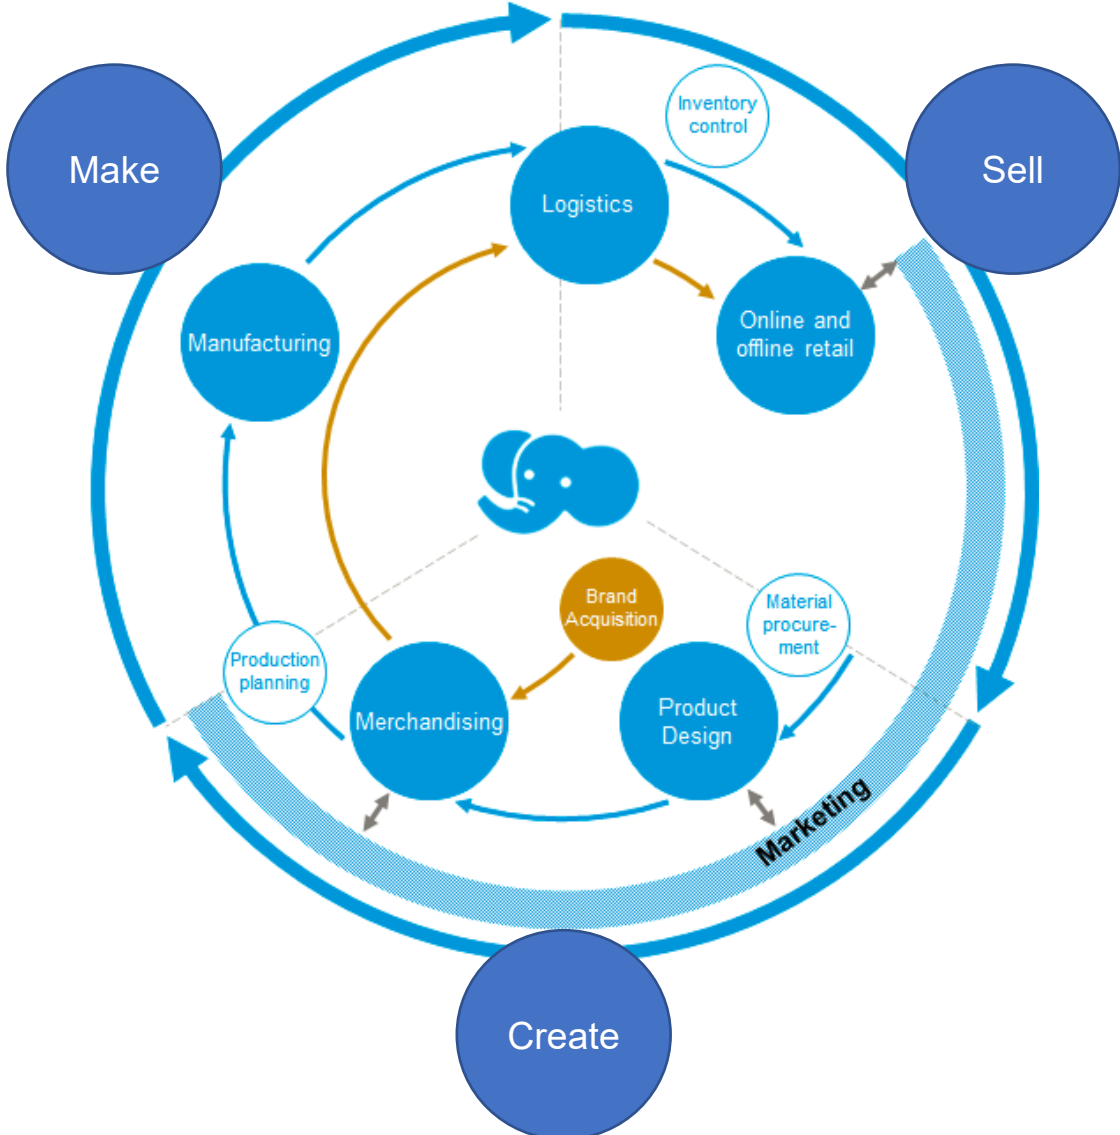 Inventory
control
Make
Sell
Logistics
Online and
offline retail
Manufacturing
Brand
Acquisition
Material
procure-
ment
Production
planning
Merchandising
Product
Design
Marketing
Create